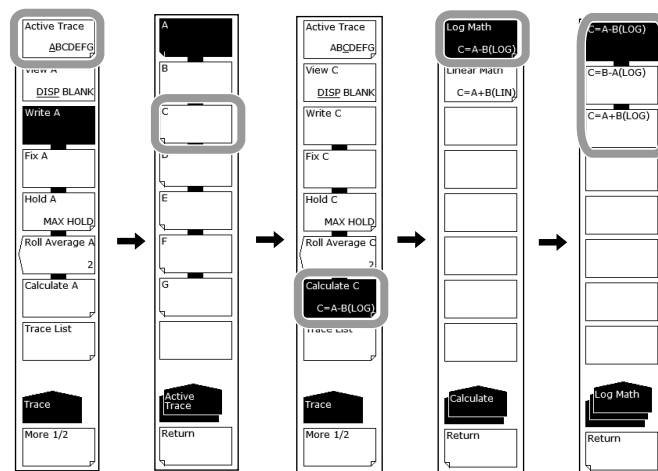 Active Trace
ABCDEFG
View A
DISP BLANK
Write A
Fix A
Hold A
MAX HOLD
Roll Average A
2
Calculate A
Trace List
Trace
More 1/2
A
B
C
D
E
F
G
Active
Trace
Return
Active Trace
ABCDEFG
View C
DISP BLANK
Write C
Fix C
Hold C
MAX HOLD
Roll Average C
2
Calculate C
C=A-B(LOG)
Trace List
Trace
More 1/2
Log Math
C=A-B(LOG)
Linear Math
C=A+B(LIN)
Calculate
Return
C=A-B(LOG)
C=B-A(LOG)
C=A+B(LOG)
Log Math
Return